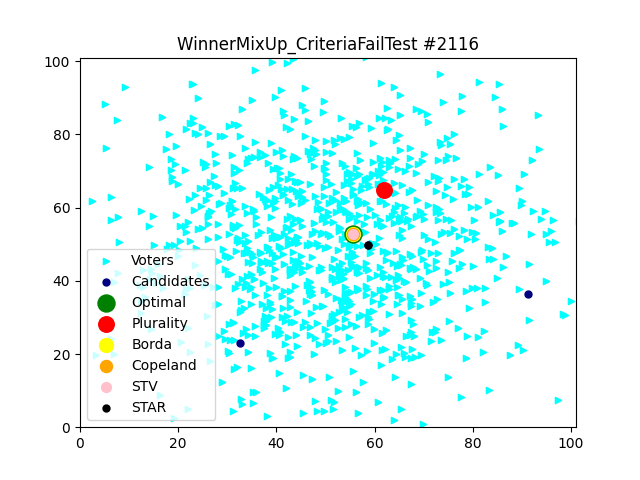 WinnerMixUp_CriteriaFailTest #2116
100
80
60
40
20
0
0 20 40 60 80 100
Voters
Candidates
Optimal
Plurality
Borda
Copeland
STV
STAR